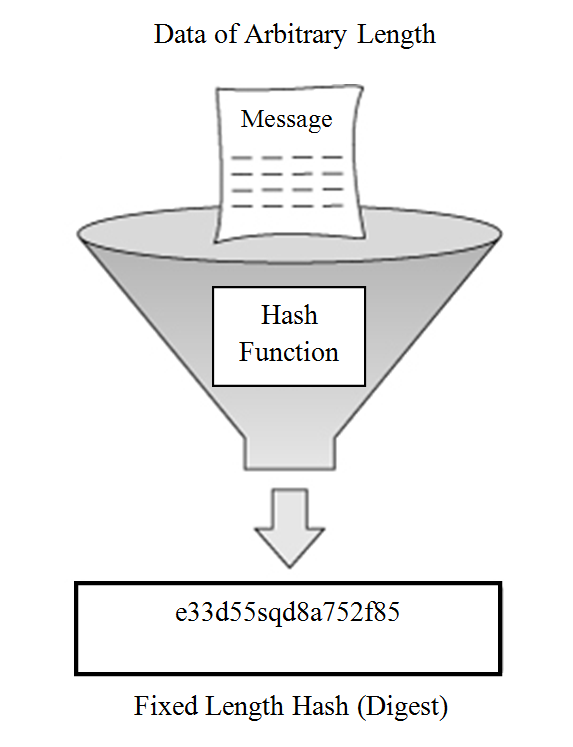 Data of Arbitrary Length
Message
Hash
Function
e33d55sqd8a752f85
Fixed Length Hash (Digest)